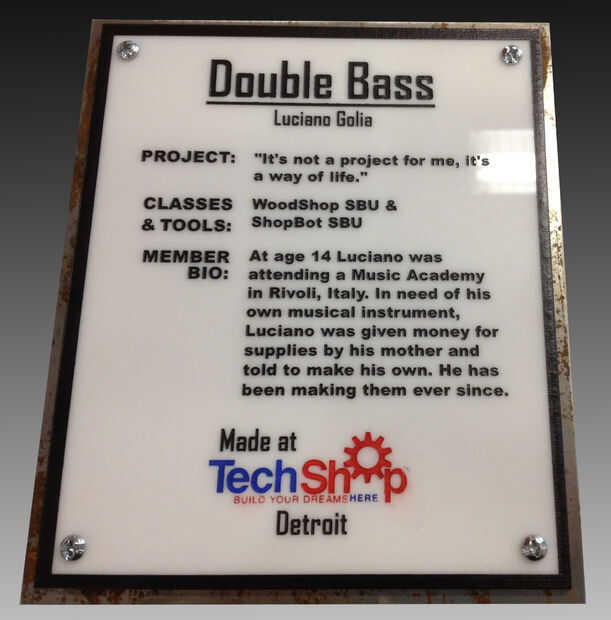 Double Bass
Luciano Golia
PROJECT: "It's not a project for me, it's
a way of life."
CLASSES WoodShop SBU &
& TOOLS: ShopBot SBU
MEMBER At age 14 Luciano was
BIO: attending a Music Academy
in Rivoli, Italy. In need of his
own musical instrument,
Luciano was given money for
supplies by his mother and
told to make his own. He has
been making them ever since.
Made at
TechShop
BUILD YOUR DREAMS HERE
Detroit